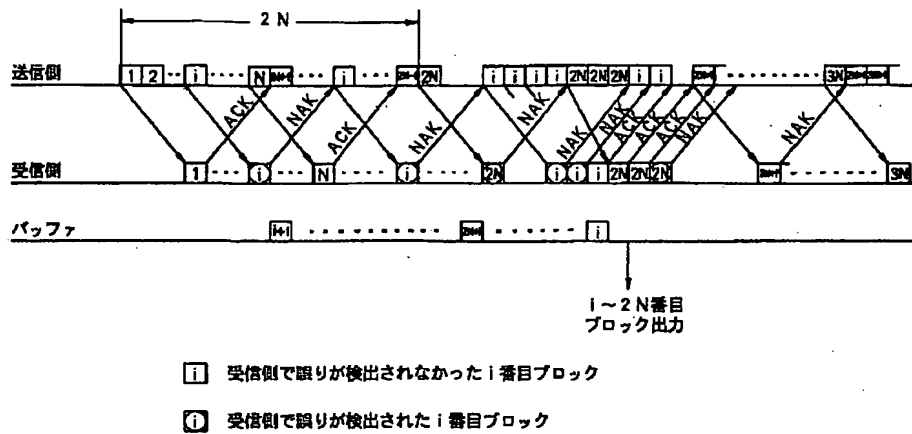 2N
送信側
1 2 ‥ i ‥‥ N N+1 ‥‥ i ‥‥ 2N i i i i 2N 2N 2N i i ‥‥‥‥ 3N
ACK NAK ACK NAK NAK NAK NAK ACK ACK ACK NAK NAK
受信側
1 ‥‥ i ‥‥ N ‥‥ i ‥‥ 2N i i i 2N 2N 2N ‥‥‥‥ 3N
バッファ
i+1 ‥‥‥‥ ‥‥‥‥ i
i～2N番目
ブロック出力
i 受信側で誤りが検出されなかったi番目ブロック
i 受信側で誤りが検出されたi番目ブロック